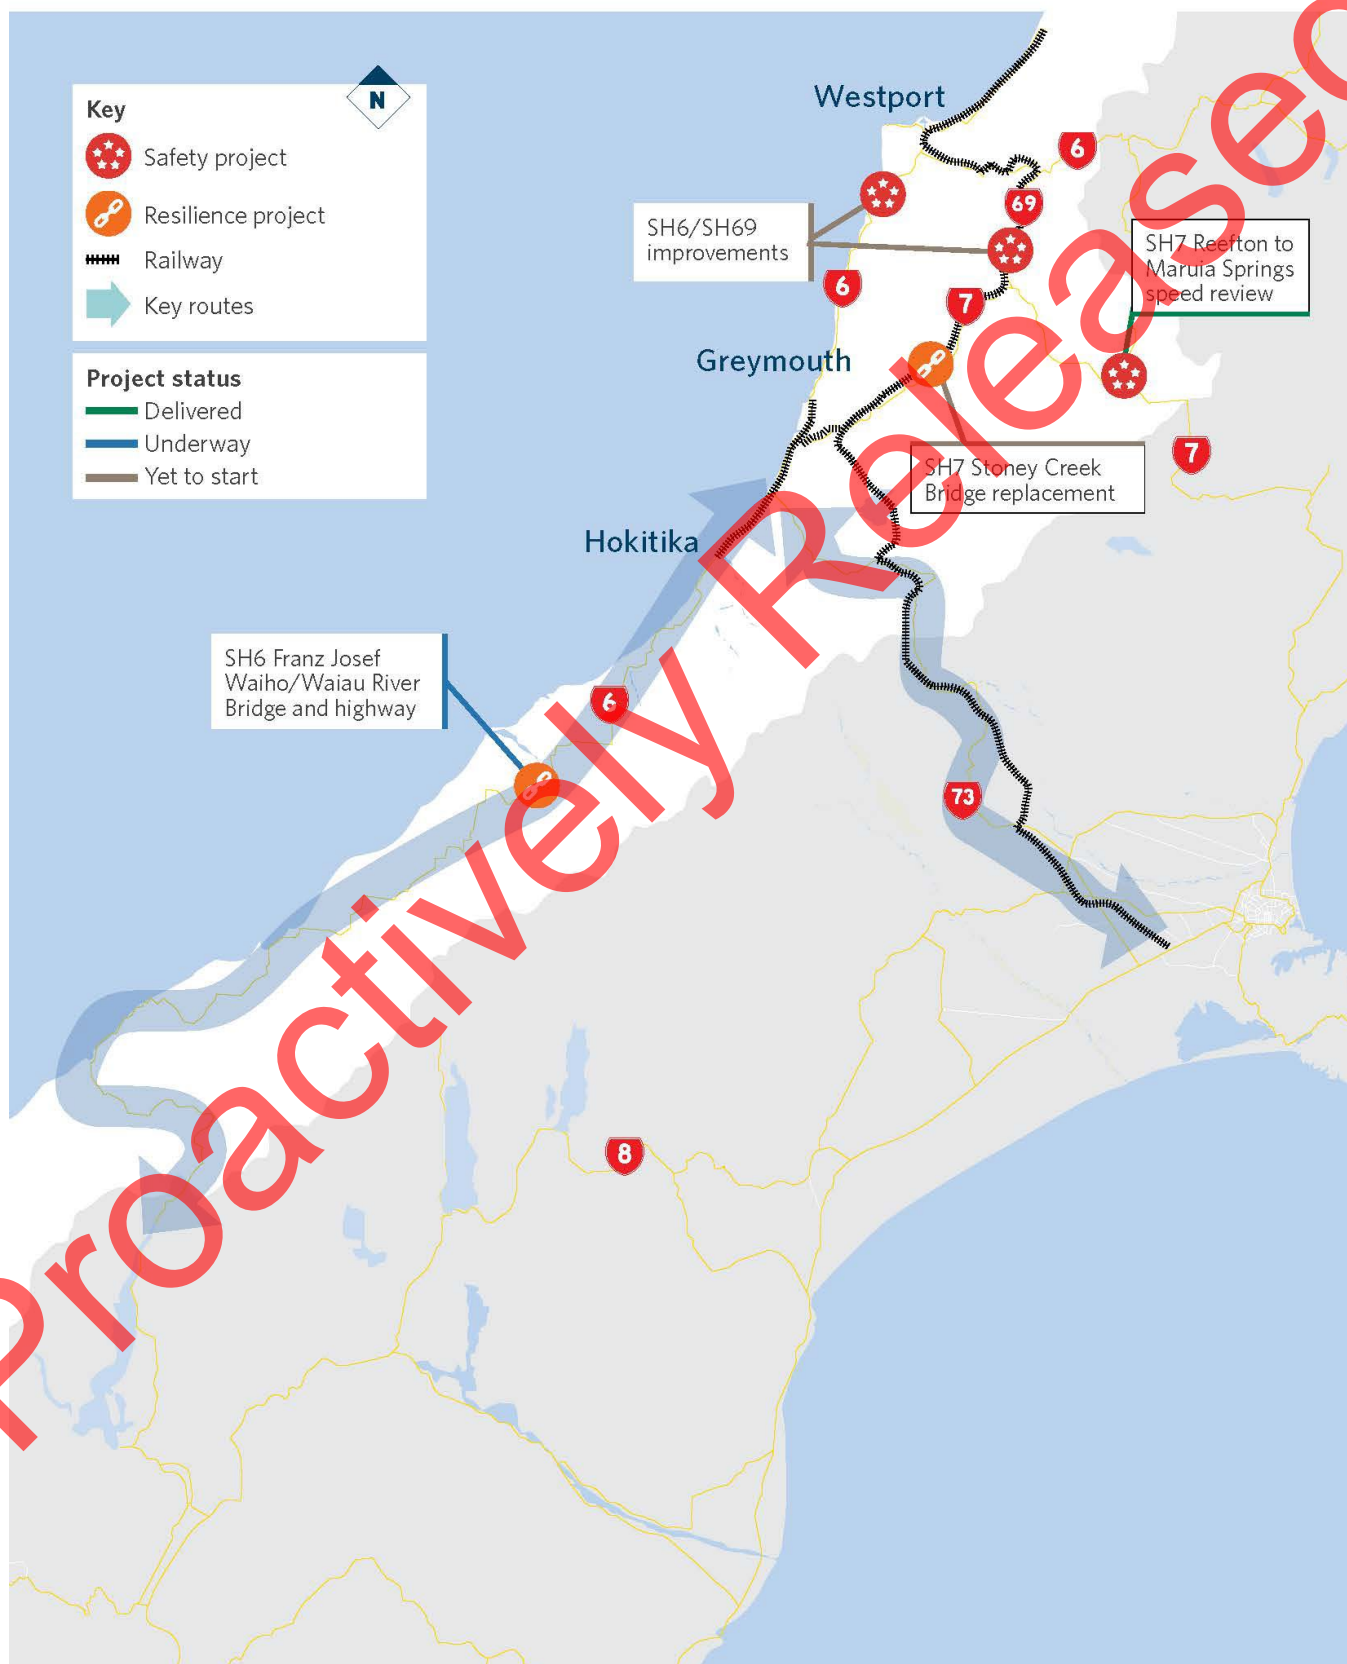 Key
N
Safety project
Resilience project
Railway
Key routes
Project status
Delivered
Underway
Yet to start
Westport
6
69
SH6/SH69
improvements
SH7 Reefton to
Maruia Springs
speed review
6
7
Greymouth
7
SH7 Stoney Creek
Bridge replacement
Hokitika
SH6 Franz Josef
Waiho/Waiau River
Bridge and highway
6
73
8
Proactively Released